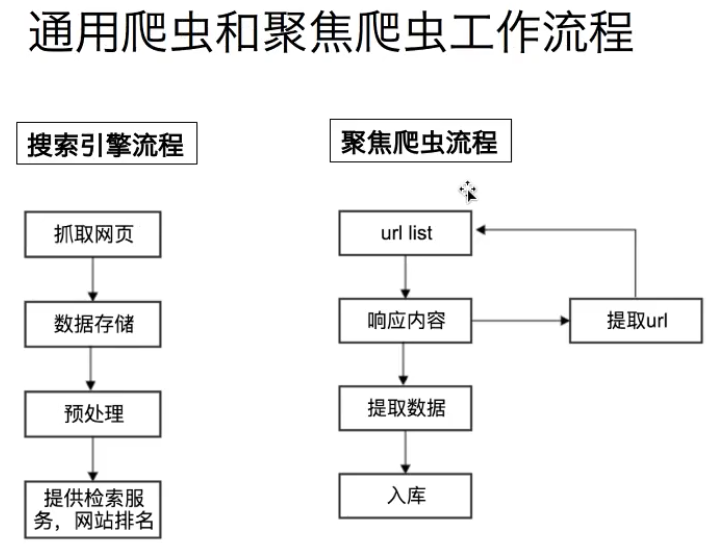 通用爬虫和聚焦爬虫工作流程
搜索引擎流程
抓取网页
数据存储
预处理
提供检索服
务，网站排名
聚焦爬虫流程
url list
响应内容
提取url
提取数据
入库